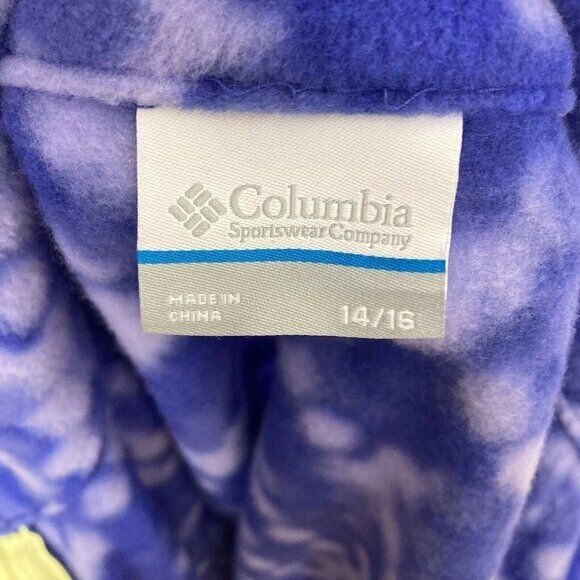 Columbia
Sportswear Company
MADE IN
CHINA
14/16